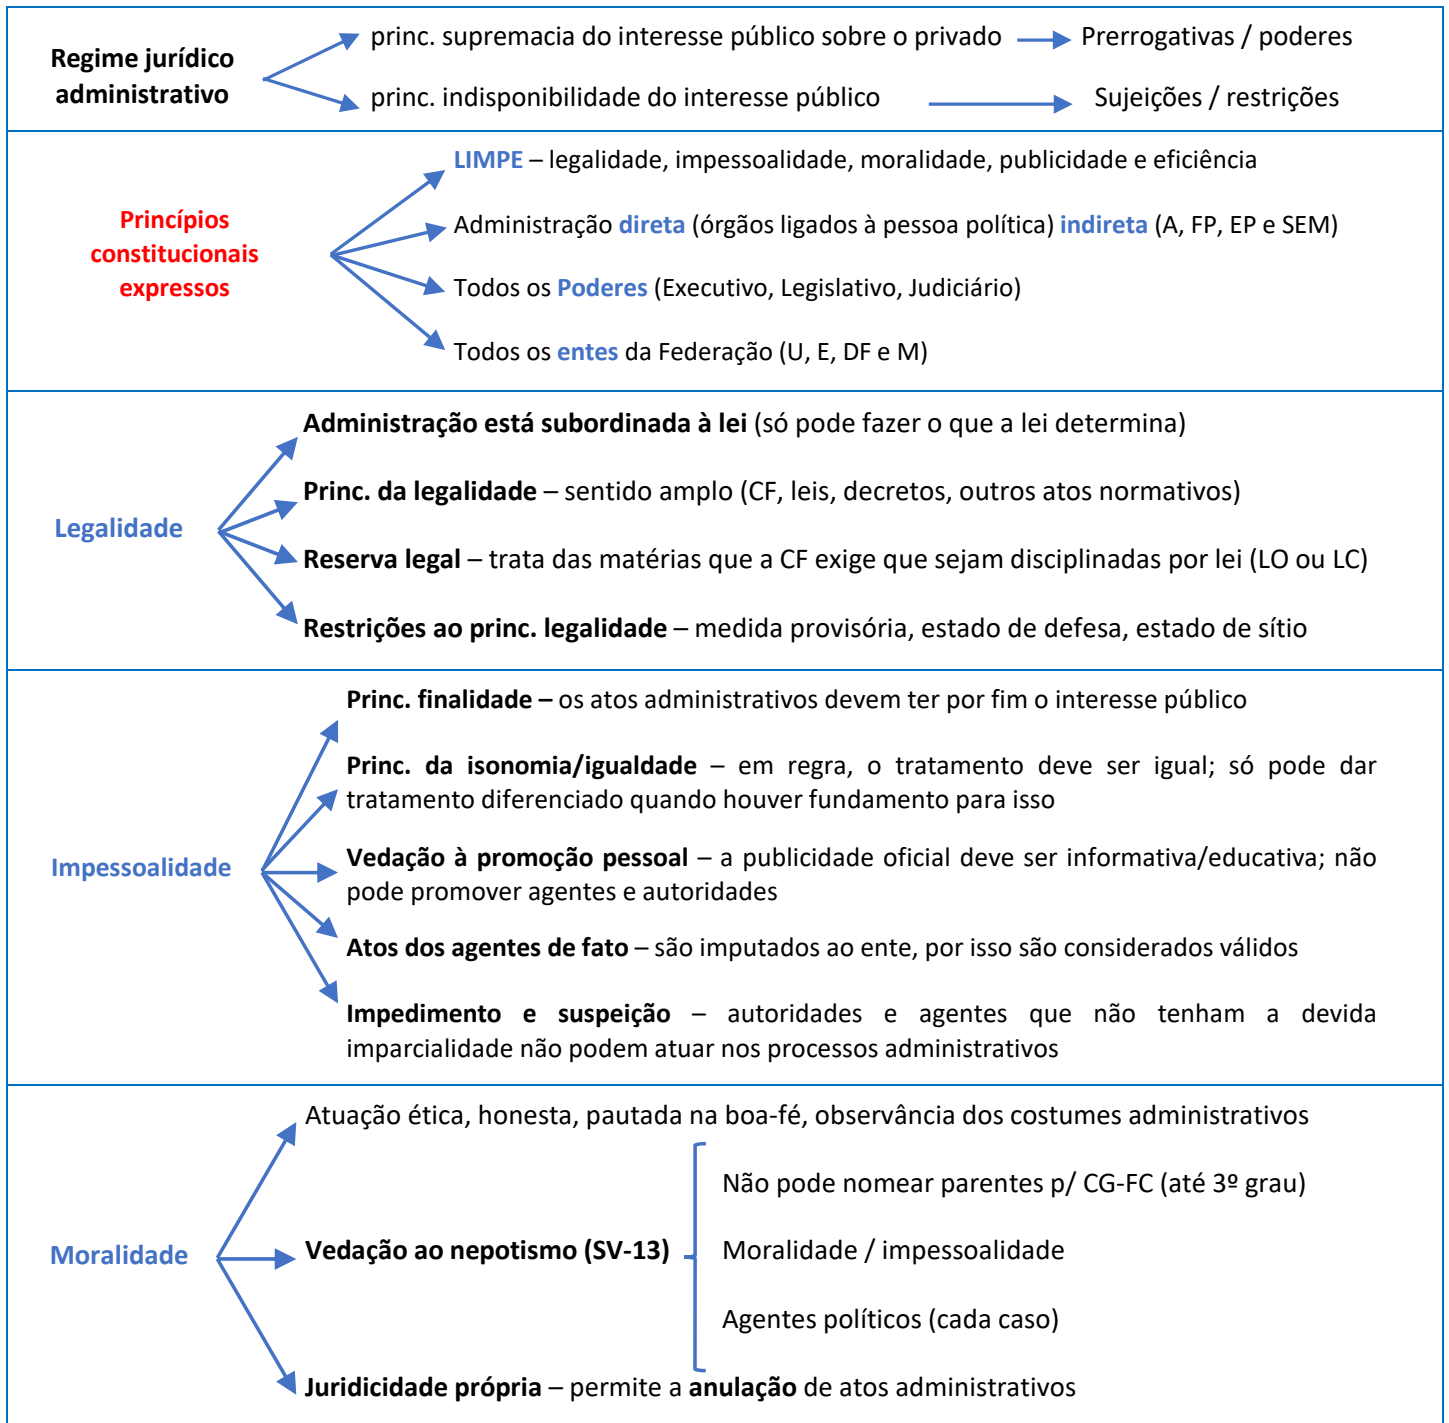 Regime jurídico
administrativo
princ. supremacia do interesse público sobre o privado
Prerrogativas / poderes
princ. indisponibilidade do interesse público
Sujeições / restrições
Princípios
constitucionais
expressos
LIMPE – legalidade, impessoalidade, moralidade, publicidade e eficiência
Administração direta (órgãos ligados à pessoa política) indireta (A, FP, EP e SEM)
Todos os Poderes (Executivo, Legislativo, Judiciário)
Todos os entes da Federação (U, E, DF e M)
Legalidade
Administração está subordinada à lei (só pode fazer o que a lei determina)
Princ. da legalidade – sentido amplo (CF, leis, decretos, outros atos normativos)
Reserva legal – trata das matérias que a CF exige que sejam disciplinadas por lei (LO ou LC)
Restrições ao princ. legalidade – medida provisória, estado de defesa, estado de sítio
Impessoalidade
Princ. finalidade – os atos administrativos devem ter por fim o interesse público
Princ. da isonomia/igualdade – em regra, o tratamento deve ser igual; só pode dar
tratamento diferenciado quando houver fundamento para isso
Vedação à promoção pessoal – a publicidade oficial deve ser informativa/educativa; não
pode promover agentes e autoridades
Atos dos agentes de fato – são imputados ao ente, por isso são considerados válidos
Impedimento e suspeição – autoridades e agentes que não tenham a devida
imparcialidade não podem atuar nos processos administrativos
Moralidade
Atuação ética, honesta, pautada na boa-fé, observância dos costumes administrativos
Vedação ao nepotismo (SV-13)
Não pode nomear parentes p/ CG-FC (até 3º grau)
Moralidade / impessoalidade
Agentes políticos (cada caso)
Juridicidade própria – permite a anulação de atos administrativos